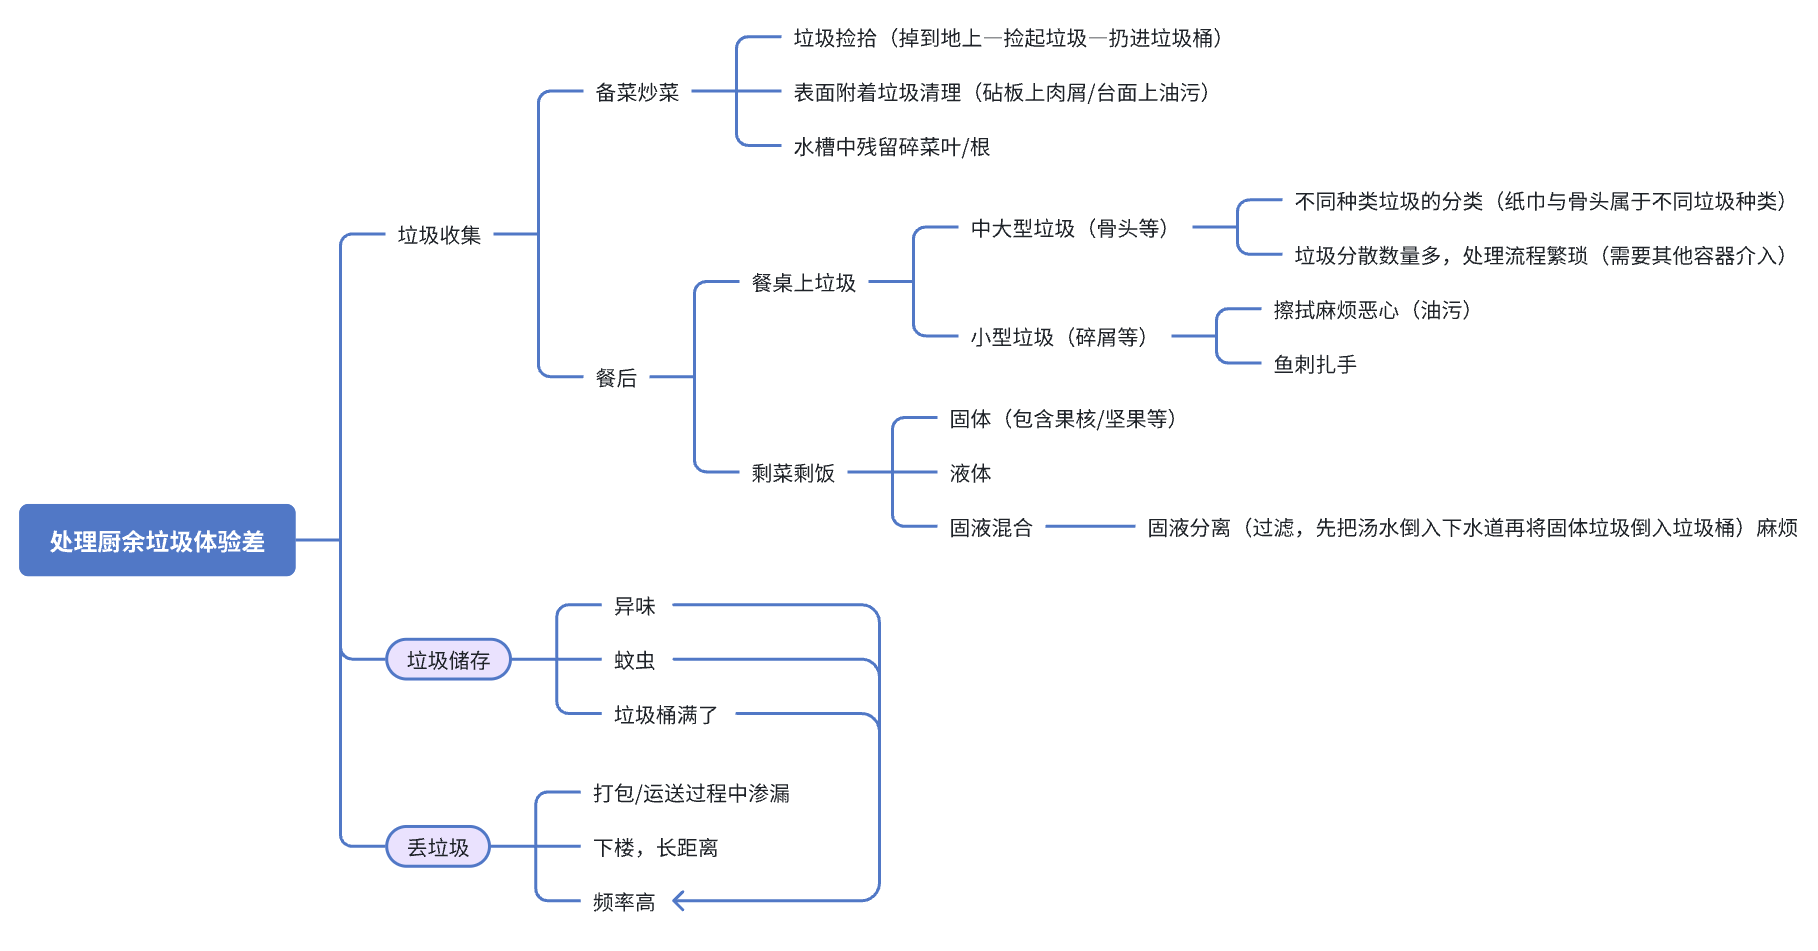 处理厨余垃圾体验差
垃圾收集
备菜炒菜
垃圾捡拾（掉到地上—捡起垃圾—扔进垃圾桶）
表面附着垃圾清理（砧板上肉屑/台面上油污）
水槽中残留碎菜叶/根
餐后
餐桌上垃圾
中大型垃圾（骨头等）
不同种类垃圾的分类（纸巾与骨头属于不同垃圾种类）
垃圾分散数量多，处理流程繁琐（需要其他容器介入）
小型垃圾（碎屑等）
擦拭麻烦恶心（油污）
鱼刺扎手
剩菜剩饭
固体（包含果核/坚果等）
液体
固液混合
固液分离（过滤，先把汤水倒入下水道再将固体垃圾倒入垃圾桶）麻烦
垃圾储存
异味
蚊虫
垃圾桶满了
丢垃圾
打包/运送过程中渗漏
下楼，长距离
频率高